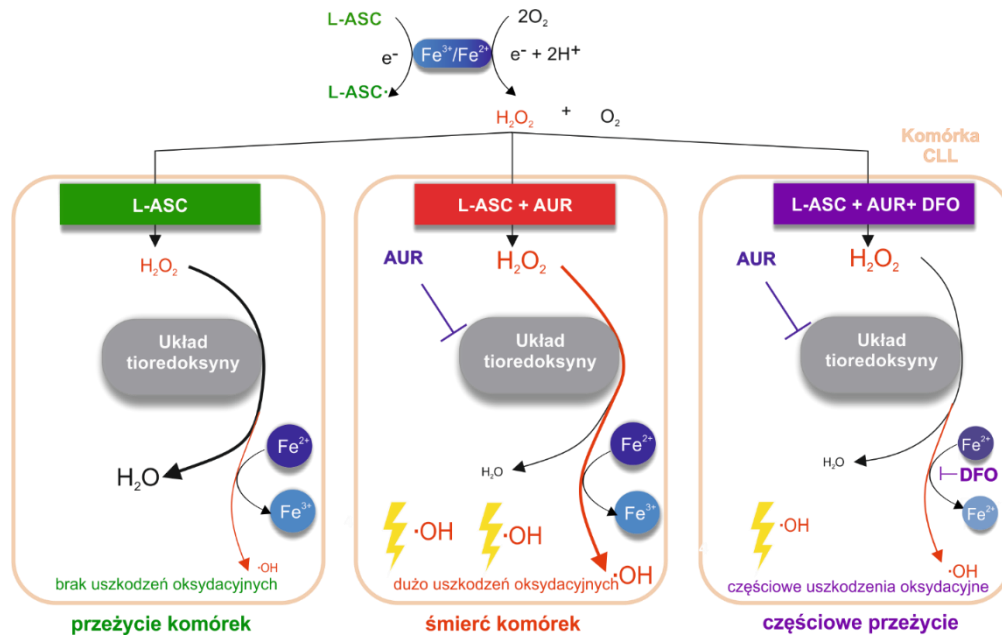 L-ASC
2O₂
e⁻
Fe³⁺/Fe²⁺
e⁻ + 2H⁺
L-ASC·
H₂O₂ + O₂
Komórka
CLL
L-ASC
H₂O₂
Układ
tioredoksyny
Fe²⁺
H₂O
Fe³⁺
·OH
brak uszkodzeń oksydacyjnych
przeżycie komórek
L-ASC + AUR
AUR
H₂O₂
Układ
tioredoksyny
Fe²⁺
H₂O
Fe³⁺
·OH
·OH
·OH
dużo uszkodzeń oksydacyjnych
śmierć komórek
L-ASC + AUR+ DFO
AUR
H₂O₂
Układ
tioredoksyny
Fe²⁺
H₂O
DFO
Fe²⁺
·OH
·OH
częściowe uszkodzenia oksydacyjne
częściowe przeżycie